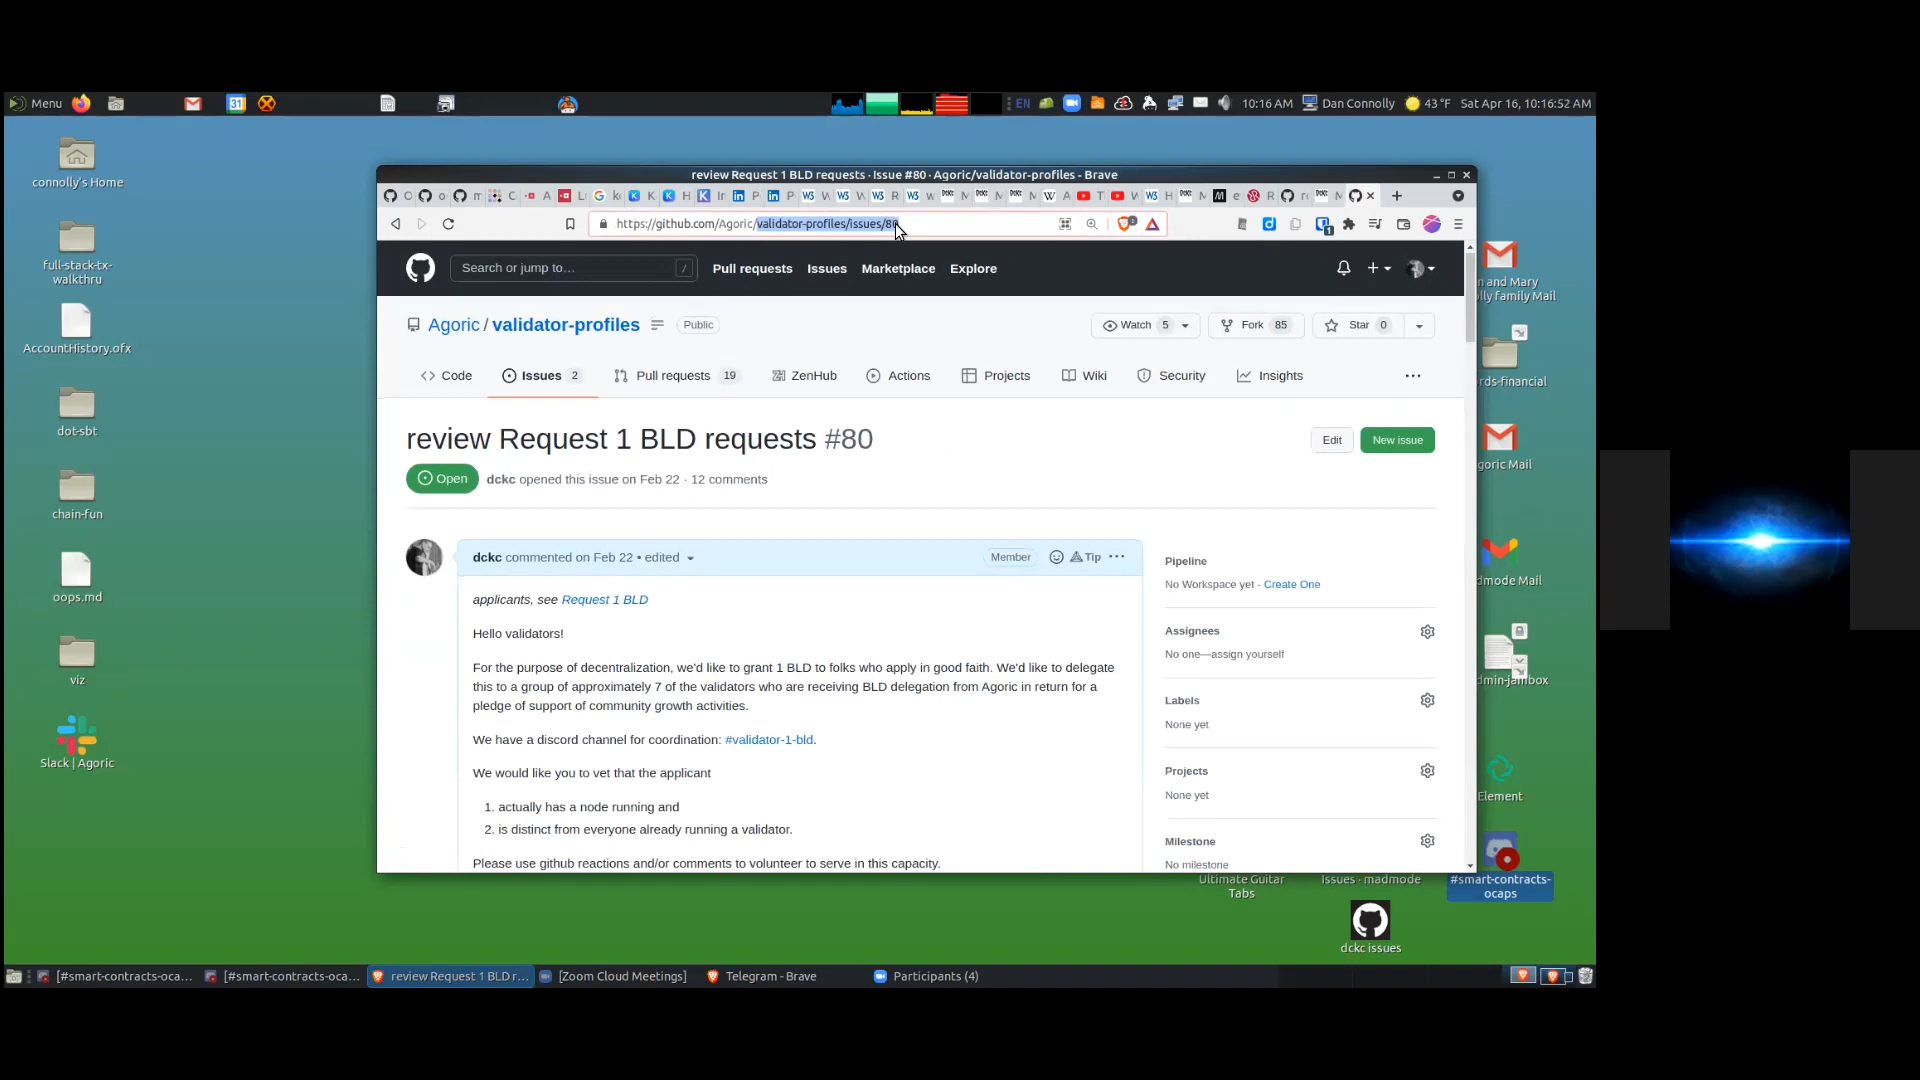 Menu
31
EN
10:16 AM
Dan Connolly
43 °F
Sat Apr 16, 10:16:52 AM
connolly's Home
full-stack-tx-
walkthru
AccountHistory.ofx
dot-sbt
chain-fun
oops.md
viz
Slack | Agoric
review Request 1 BLD requests · Issue #80 · Agoric/validator-profiles - Brave
https://github.com/Agoric/validator-profiles/issues/80
Search or jump to…
/
Pull requests
Issues
Marketplace
Explore
Agoric / validator-profiles
Public
Watch 5
Fork 85
Star 0
Code
Issues 2
Pull requests 19
ZenHub
Actions
Projects
Wiki
Security
Insights
review Request 1 BLD requests #80
Edit
New issue
Open
dckc opened this issue on Feb 22 · 12 comments
dckc commented on Feb 22 • edited
Member
Tip
applicants, see Request 1 BLD
Hello validators!
For the purpose of decentralization, we'd like to grant 1 BLD to folks who apply in good faith. We'd like to delegate
this to a group of approximately 7 of the validators who are receiving BLD delegation from Agoric in return for a
pledge of support of community growth activities.
We have a discord channel for coordination: #validator-1-bld.
We would like you to vet that the applicant
1. actually has a node running and
2. is distinct from everyone already running a validator.
Please use github reactions and/or comments to volunteer to serve in this capacity.
Pipeline
No Workspace yet - Create One
Assignees
No one—assign yourself
Labels
None yet
Projects
None yet
Milestone
No milestone
n and Mary
lly family Mail
rds-financial
goric Mail
dmode Mail
dmin-jambox
Element
Ultimate Guitar
Tabs
Issues · madmode
#smart-contracts-
ocaps
dckc issues
[#smart-contracts-oca...
[#smart-contracts-oca...
review Request 1 BLD r...
[Zoom Cloud Meetings]
Telegram - Brave
Participants (4)